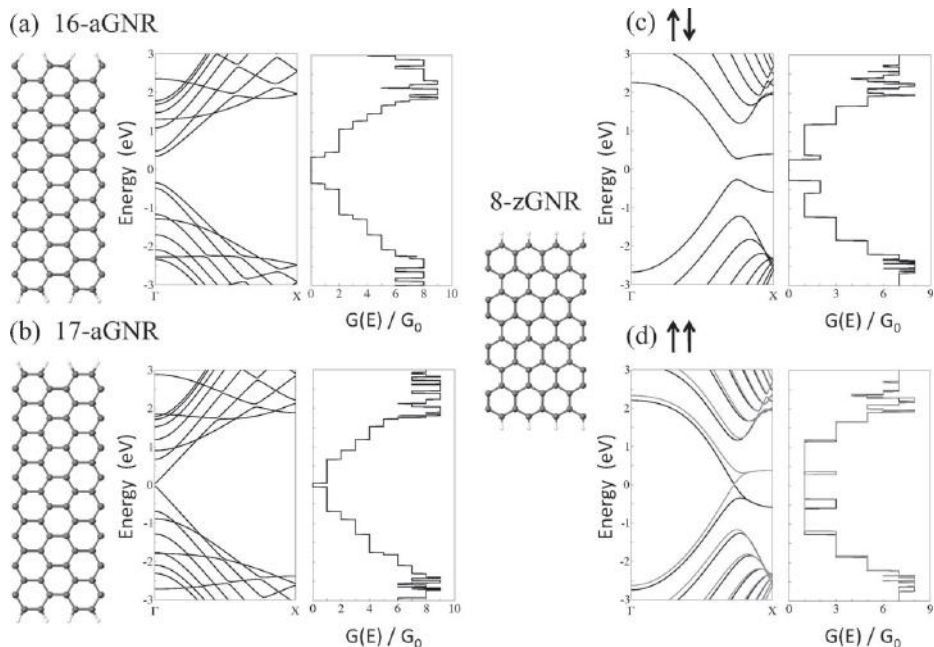 (a) 16-aGNR
3
2
1
0
-1
-2
-3
Energy (eV)
Γ X
0 2 4 6 8 10
G(E) / G₀
(b) 17-aGNR
3
2
1
0
-1
-2
-3
Energy (eV)
Γ X
0 2 4 6 8 10
G(E) / G₀
8-zGNR
(c) ↑↓
3
2
1
0
-1
-2
-3
Energy (eV)
Γ X
0 3 6 9
G(E) / G₀
(d) ↑↑
3
2
1
0
-1
-2
-3
Energy (eV)
Γ X
0 3 6 9
G(E) / G₀